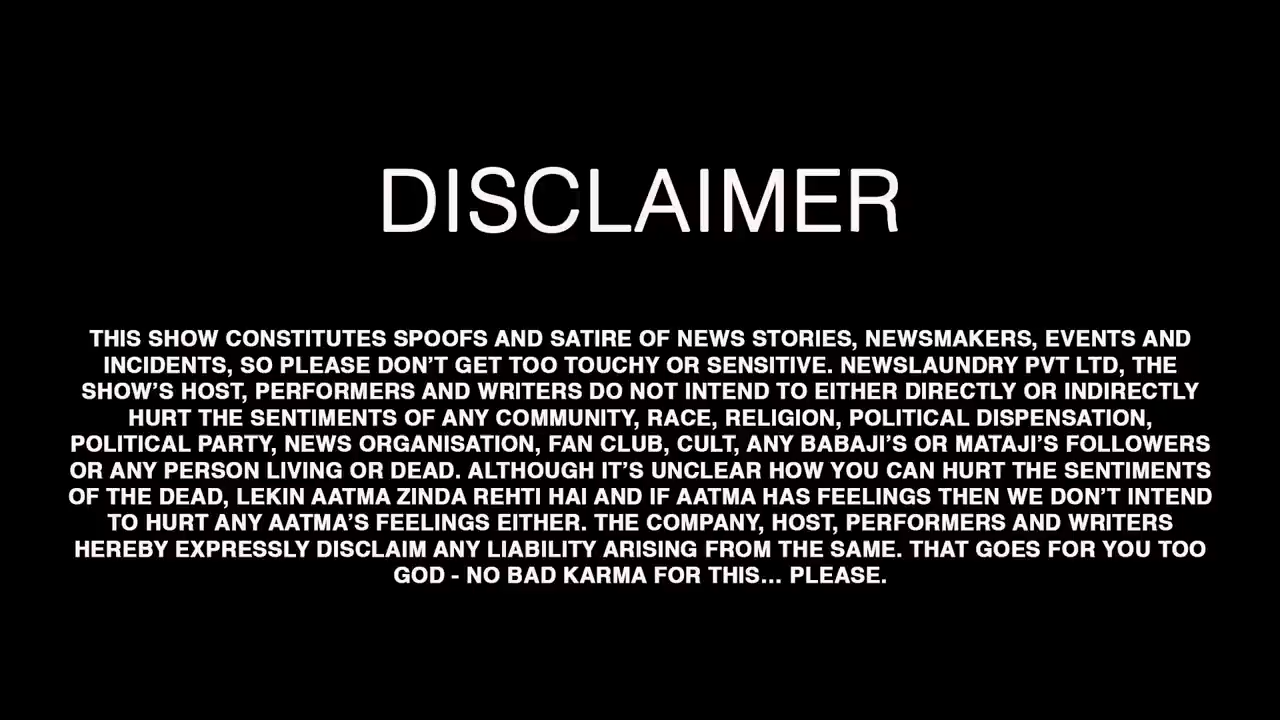 DISCLAIMER
THIS SHOW CONSTITUTES SPOOFS AND SATIRE OF NEWS STORIES, NEWSMAKERS, EVENTS AND
INCIDENTS, SO PLEASE DON'T GET TOO TOUCHY OR SENSITIVE. NEWSLAUNDRY PVT LTD, THE
SHOW'S HOST, PERFORMERS AND WRITERS DO NOT INTEND TO EITHER DIRECTLY OR INDIRECTLY
HURT THE SENTIMENTS OF ANY COMMUNITY, RACE, RELIGION, POLITICAL DISPENSATION,
POLITICAL PARTY, NEWS ORGANISATION, FAN CLUB, CULT, ANY BABAJI'S OR MATAJI'S FOLLOWERS
OR ANY PERSON LIVING OR DEAD. ALTHOUGH IT'S UNCLEAR HOW YOU CAN HURT THE SENTIMENTS
OF THE DEAD, LEKIN AATMA ZINDA REHTI HAI AND IF AATMA HAS FEELINGS THEN WE DON'T INTEND
TO HURT ANY AATMA'S FEELINGS EITHER. THE COMPANY, HOST, PERFORMERS AND WRITERS
HEREBY EXPRESSLY DISCLAIM ANY LIABILITY ARISING FROM THE SAME. THAT GOES FOR YOU TOO
GOD - NO BAD KARMA FOR THIS... PLEASE.